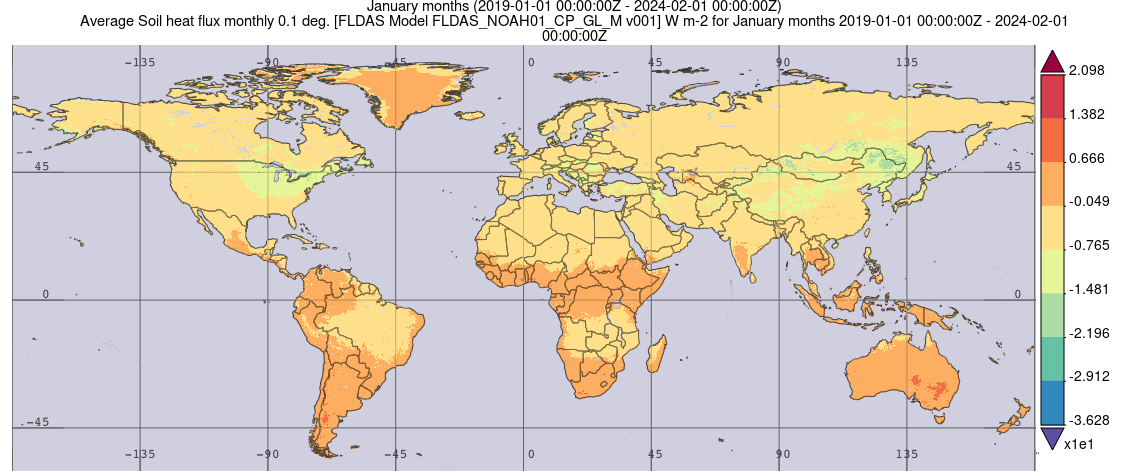 January months (2019-01-01 00:00:00Z - 2024-02-01 00:00:00Z)
Average Soil heat flux monthly 0.1 deg. [FLDAS Model FLDAS_NOAH01_CP_GL_M v001] W m-2 for January months 2019-01-01 00:00:00Z - 2024-02-01
00:00:00Z
-135 -90 -45 0 45 90 135
2.098
1.382
0.666
-0.049
-0.765
-1.481
-2.196
-2.912
-3.628
x1e1
45 45
0 0
-45 -45
-135 -90 -45 0 45 90 135